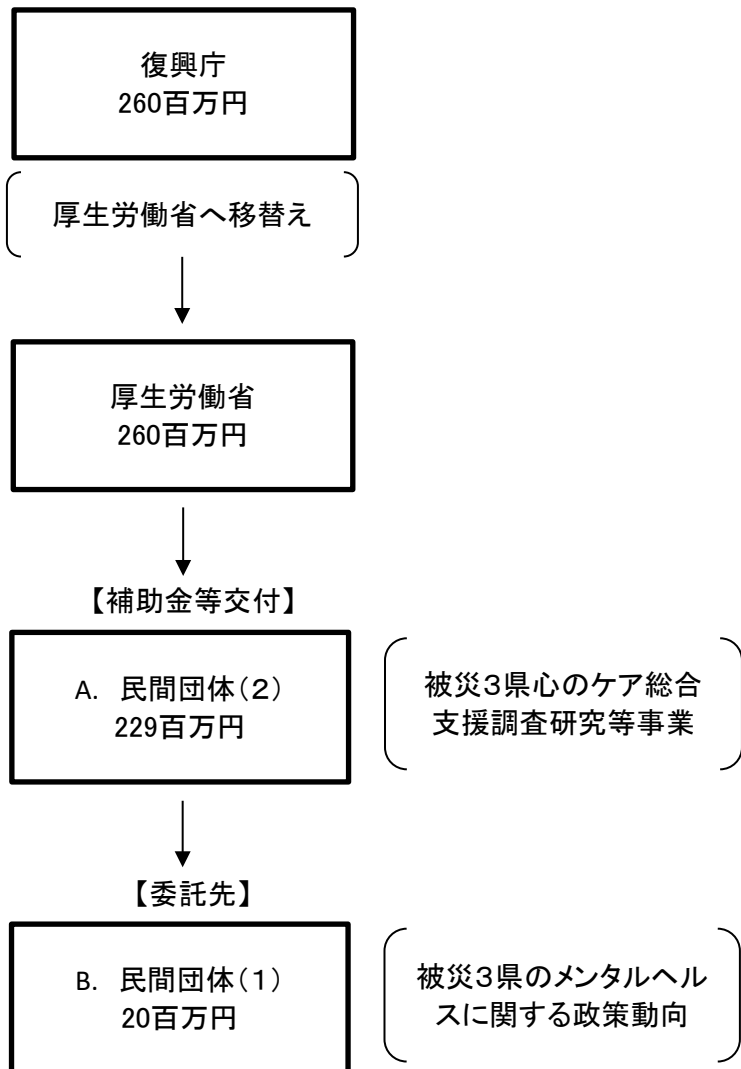 復興庁
260百万円
厚生労働省へ移替え
厚生労働省
260百万円
【補助金等交付】
A. 民間団体(2)
229百万円
被災3県心のケア総合
支援調査研究等事業
【委託先】
B. 民間団体(1)
20百万円
被災3県のメンタルヘル
スに関する政策動向